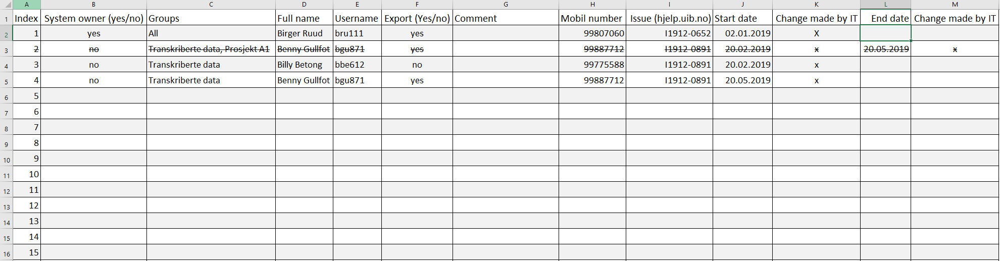 A B C D E F G H I J K L M
1 Index System owner (yes/no) Groups Full name Username Export (Yes/no) Comment Mobil number Issue (hjelp.uib.no) Start date Change made by IT End date Change made by IT
2 1 yes All Birger Ruud bru111 yes 99807060 I1912-0652 02.01.2019 X
3 2 no Transkriberte data, Prosjekt A1 Benny Gullfot bgu871 yes 99887712 I1912-0891 20.02.2019 x 20.05.2019 x
4 3 no Transkriberte data Billy Betong bbe612 no 99775588 I1912-0891 20.02.2019 x
5 4 no Transkriberte data Benny Gullfot bgu871 yes 99887712 I1912-0891 20.05.2019 x
6 5
7 6
8 7
9 8
10 9
11 10
12 11
13 12
14 13
15 14
16 15